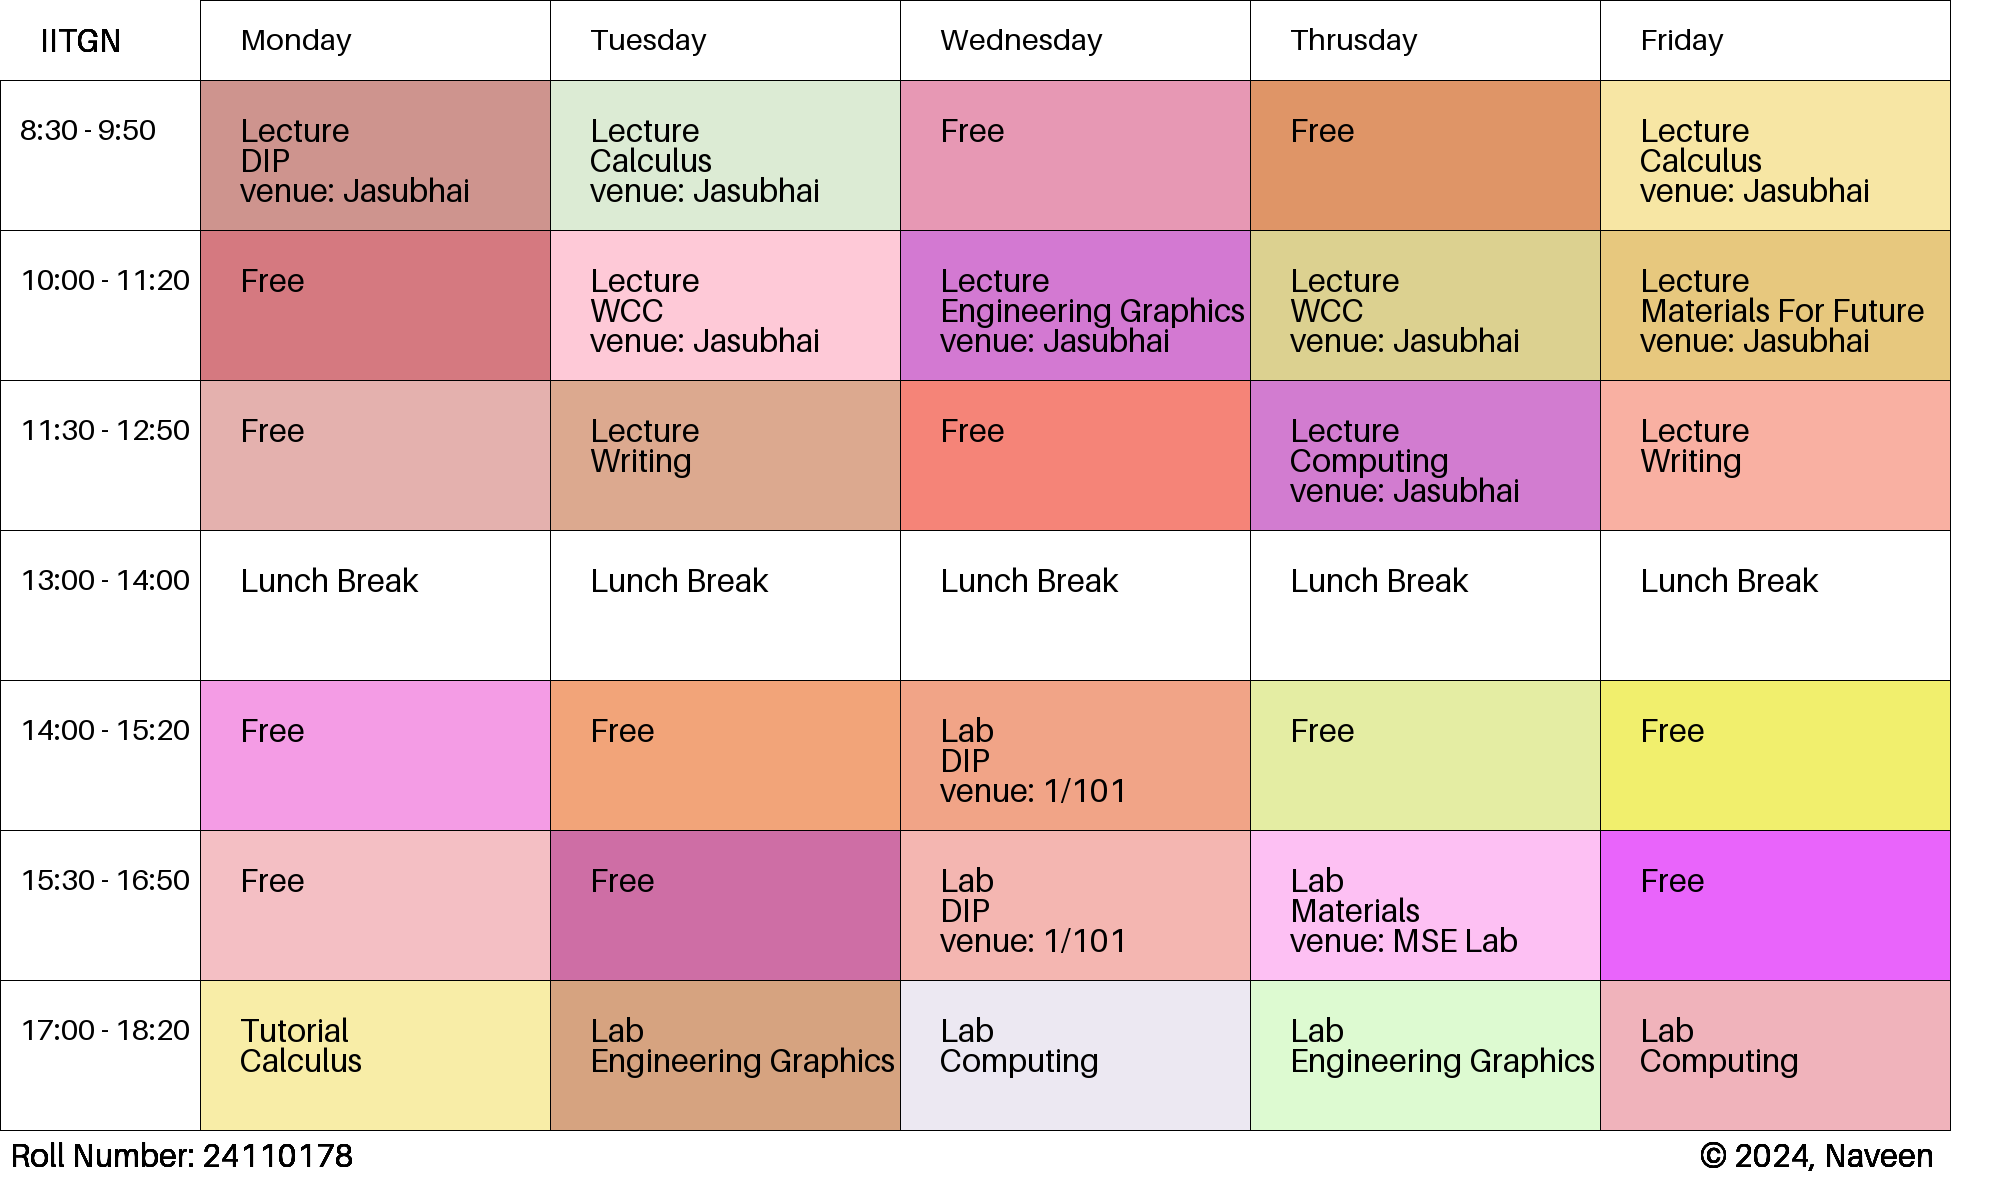 IITGN
Monday
Tuesday
Wednesday
Thrusday
Friday
8:30 - 9:50
Lecture
DIP
venue: Jasubhai
Lecture
Calculus
venue: Jasubhai
Free
Free
Lecture
Calculus
venue: Jasubhai
10:00 - 11:20
Free
Lecture
WCC
venue: Jasubhai
Lecture
Engineering Graphics
venue: Jasubhai
Lecture
WCC
venue: Jasubhai
Lecture
Materials For Future
venue: Jasubhai
11:30 - 12:50
Free
Lecture
Writing
Free
Lecture
Computing
venue: Jasubhai
Lecture
Writing
13:00 - 14:00
Lunch Break
Lunch Break
Lunch Break
Lunch Break
Lunch Break
14:00 - 15:20
Free
Free
Lab
DIP
venue: 1/101
Free
Free
15:30 - 16:50
Free
Free
Lab
DIP
venue: 1/101
Lab
Materials
venue: MSE Lab
Free
17:00 - 18:20
Tutorial
Calculus
Lab
Engineering Graphics
Lab
Computing
Lab
Engineering Graphics
Lab
Computing
Roll Number: 24110178
© 2024, Naveen